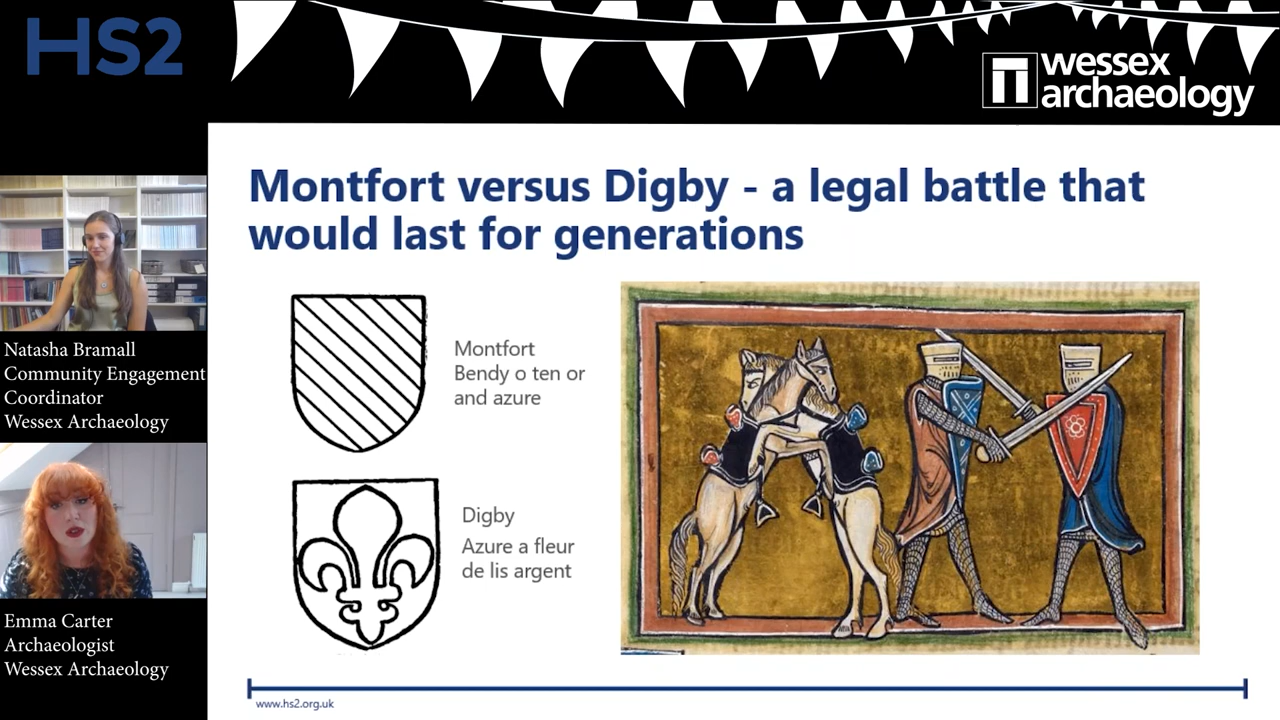 HS2
wessex
archaeology
Montfort versus Digby - a legal battle that
would last for generations
Montfort
Bendy o ten or
and azure
Digby
Azure a fleur
de lis argent
Natasha Bramall
Community Engagement
Coordinator
Wessex Archaeology
Emma Carter
Archaeologist
Wessex Archaeology
www.hs2.org.uk